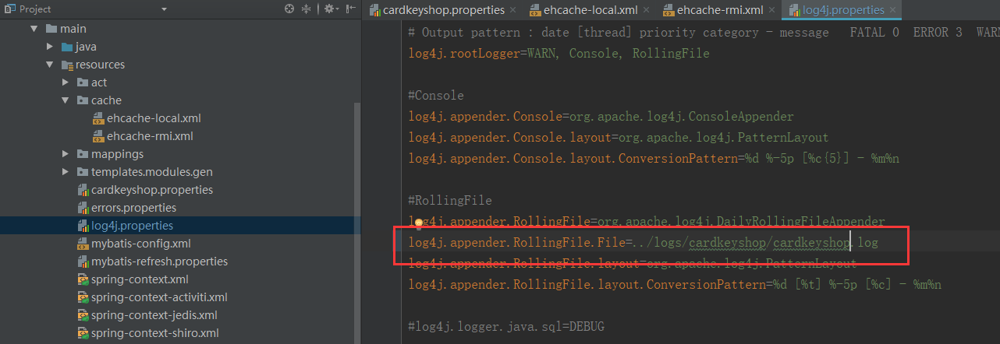 Project
main
java
resources
act
cache
ehcache-local.xml
ehcache-rmi.xml
mappings
templates.modules.gen
cardkeyshop.properties
errors.properties
log4j.properties
mybatis-config.xml
mybatis-refresh.properties
spring-context.xml
spring-context-activiti.xml
spring-context-jedis.xml
spring-context-shiro.xml
cardkeyshop.properties × ehcache-local.xml × ehcache-rmi.xml × log4j.properties ×
# Output pattern : date [thread] priority category - message FATAL 0 ERROR 3 WARN
log4j.rootLogger=WARN, Console, RollingFile
#Console
log4j.appender.Console=org.apache.log4j.ConsoleAppender
log4j.appender.Console.layout=org.apache.log4j.PatternLayout
log4j.appender.Console.layout.ConversionPattern=%d %-5p [%c{5}] - %m%n
#RollingFile
log4j.appender.RollingFile=org.apache.log4j.DailyRollingFileAppender
log4j.appender.RollingFile.File=../logs/cardkeyshop/cardkeyshop.log
log4j.appender.RollingFile.layout=org.apache.log4j.PatternLayout
log4j.appender.RollingFile.layout.ConversionPattern=%d [%t] %-5p [%c] - %m%n
#log4j.logger.java.sql=DEBUG